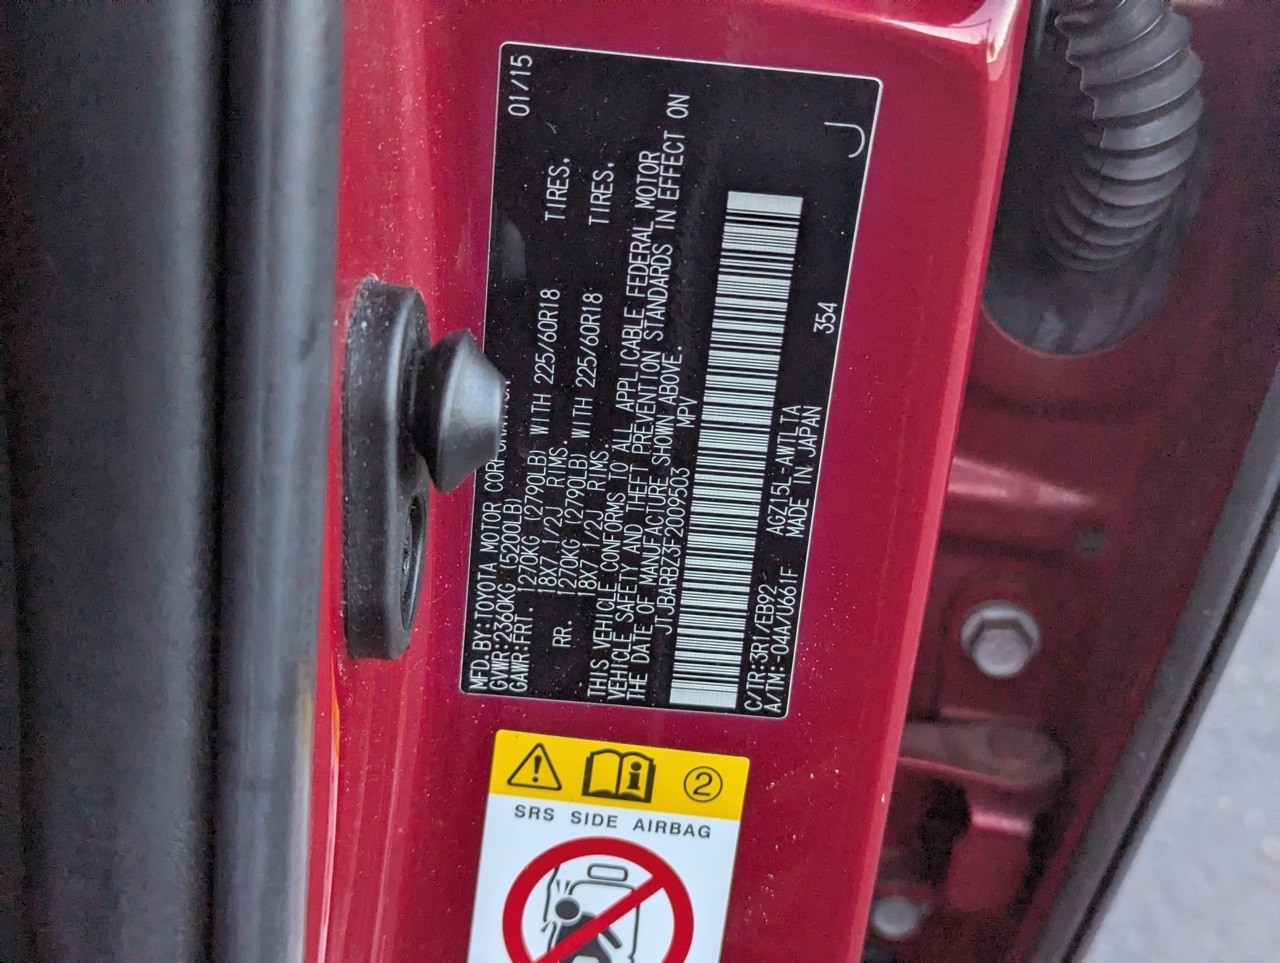 MFD.BY:TOYOTA MOTOR 01/15
GVWR:2360KG (5200LB)
GAWR:FRT. 1270KG (2790LB) WITH 225/60R18 TIRES.
18X7 1/2J RIMS.
RR. 1270KG (2790LB) WITH 225/60R18 TIRES.
18X7 1/2J RIMS.
THIS VEHICLE CONFORMS TO ALL APPLICABLE FEDERAL MOTOR
VEHICLE SAFETY AND THEFT PREVENTION STANDARDS IN EFFECT ON
THE DATE OF MANUFACTURE SHOWN ABOVE.
JTJBARBZ3F2009503 MPV
C/TR:3R1/EB92 AGZ15L-AWTLTA
A/TM:-04A/U661F MADE IN JAPAN 354 J
2
SRS SIDE AIRBAG